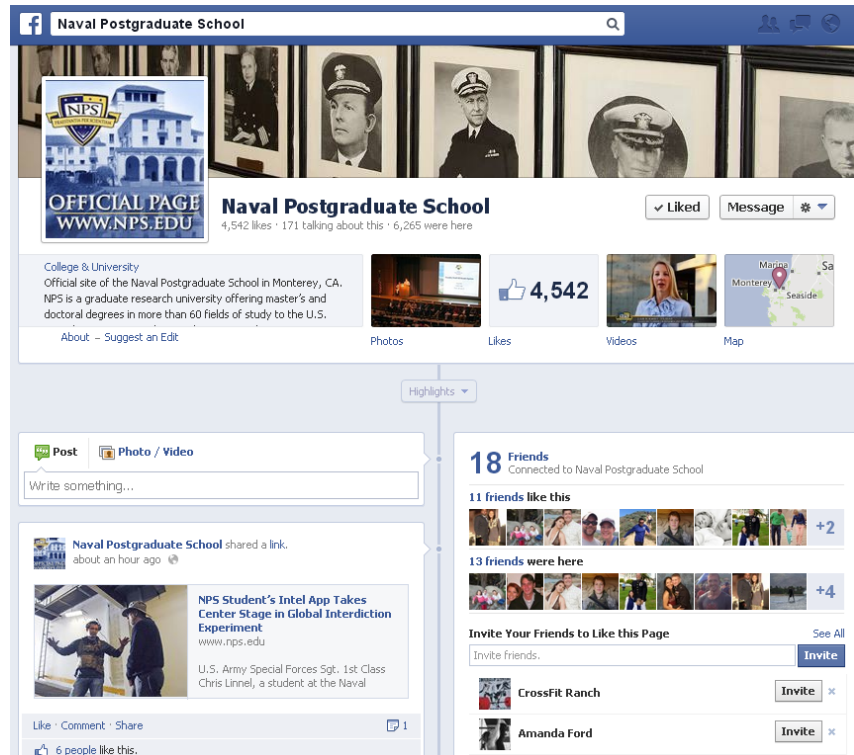 Naval Postgraduate School
NPS
OFFICIAL PAGE
WWW.NPS.EDU
Naval Postgraduate School
4,542 likes · 171 talking about this · 6,265 were here
✓ Liked
Message
College & University
Official site of the Naval Postgraduate School in Monterey, CA.
NPS is a graduate research university offering master's and
doctoral degrees in more than 60 fields of study to the U.S.
About – Suggest an Edit
Photos
4,542
Likes
Videos
Marina
Sa
Monterey
Seaside
Map
Highlights
Post
Photo / Video
Write something...
Naval Postgraduate School shared a link.
about an hour ago
NPS Student's Intel App Takes
Center Stage in Global Interdiction
Experiment
www.nps.edu
U.S. Army Special Forces Sgt. 1st Class
Chris Linnel, a student at the Naval
Like · Comment · Share
1
6 people like this.
18 Friends
Connected to Naval Postgraduate School
11 friends like this
+2
13 friends were here
+4
Invite Your Friends to Like this Page
See All
Invite friends.
Invite
CrossFit Ranch
Invite ×
Amanda Ford
Invite ×